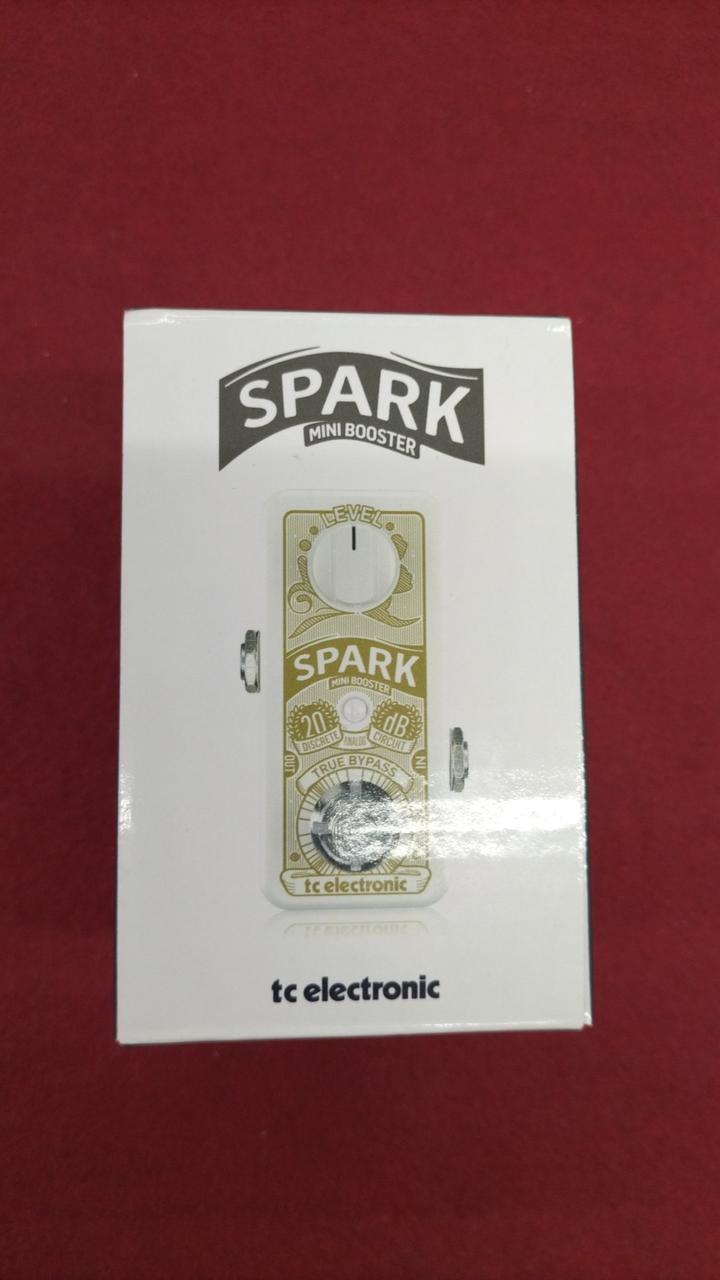 SPARK
MINI BOOSTER
LEVEL
SPARK
MINI BOOSTER
20 dB
DISCRETE ANALOG CIRCUIT
OUT IN
TRUE BYPASS
tc electronic
tc electronic